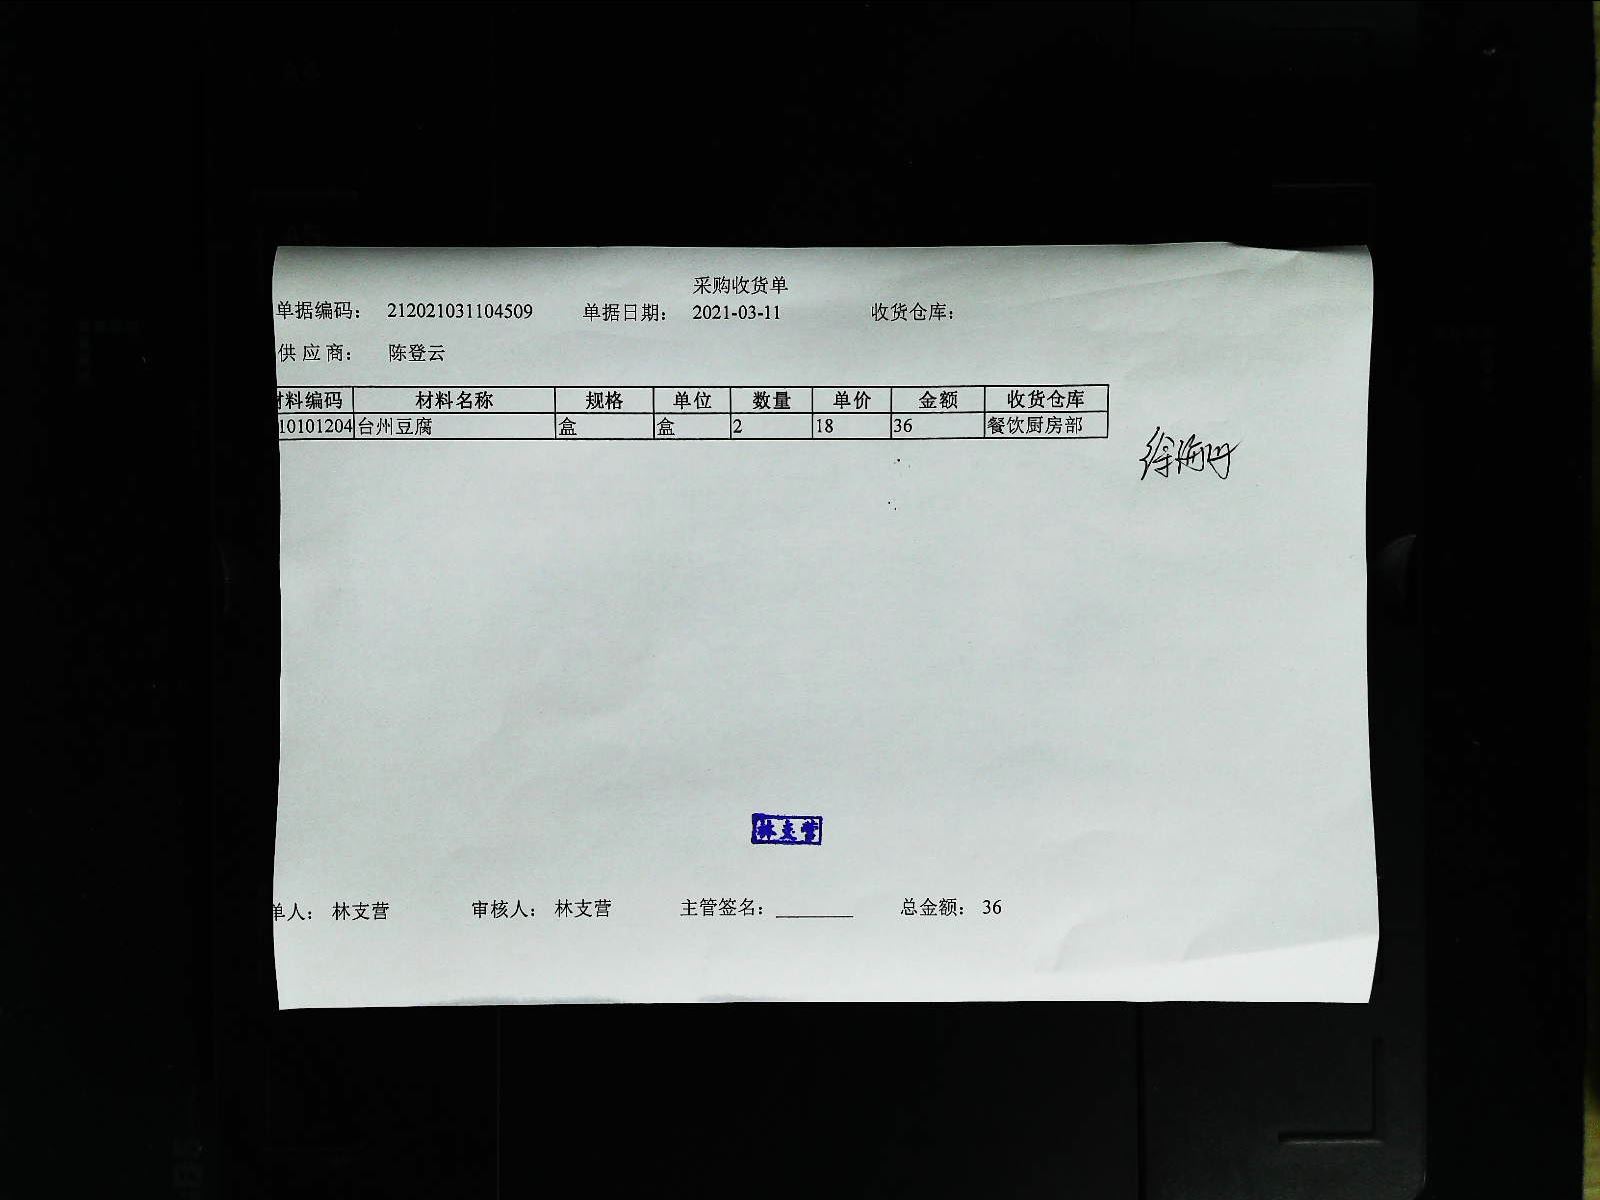 采购收货单
单据编码： 212021031104509 单据日期： 2021-03-11 收货仓库：
供应商： 陈登云
材料编码 材料名称 规格 单位 数量 单价 金额 收货仓库
10101204 台州豆腐 盒 盒 2 18 36 餐饮厨房部
林支营
单人： 林支营 审核人： 林支营 主管签名： 总金额： 36